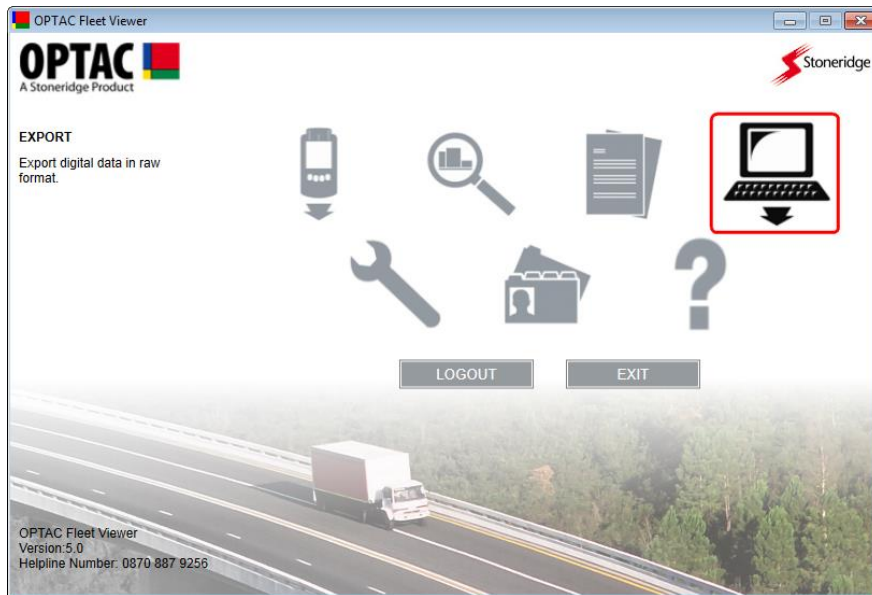 OPTAC Fleet Viewer
OPTAC
A Stoneridge Product
Stoneridge
EXPORT
Export digital data in raw
format.
LOGOUT
EXIT
OPTAC Fleet Viewer
Version:5.0
Helpline Number: 0870 887 9256